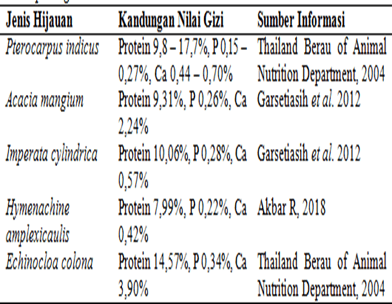 Jenis Hijauan Kandungan Nilai Gizi Sumber Informasi
Pterocarpus indicus Protein 9,8 – 17,7%, P 0,15 – Thailand Berau of Animal
0,27%, Ca 0,44 – 0,70% Nutrition Department, 2004
Acacia mangium Protein 9,31%, P 0,26%, Ca Garsetiasih et al. 2012
2,24%
Imperata cylindrica Protein 10,06%, P 0,28%, Ca Garsetiasih et al. 2012
0,57%
Hymenachine Protein 7,99%, P 0,22%, Ca Akbar R, 2018
amplexicaulis 0,42%
Echinocloa colona Protein 14,57%, P 0,34%, Ca Thailand Berau of Animal
3,90% Nutrition Department, 2004